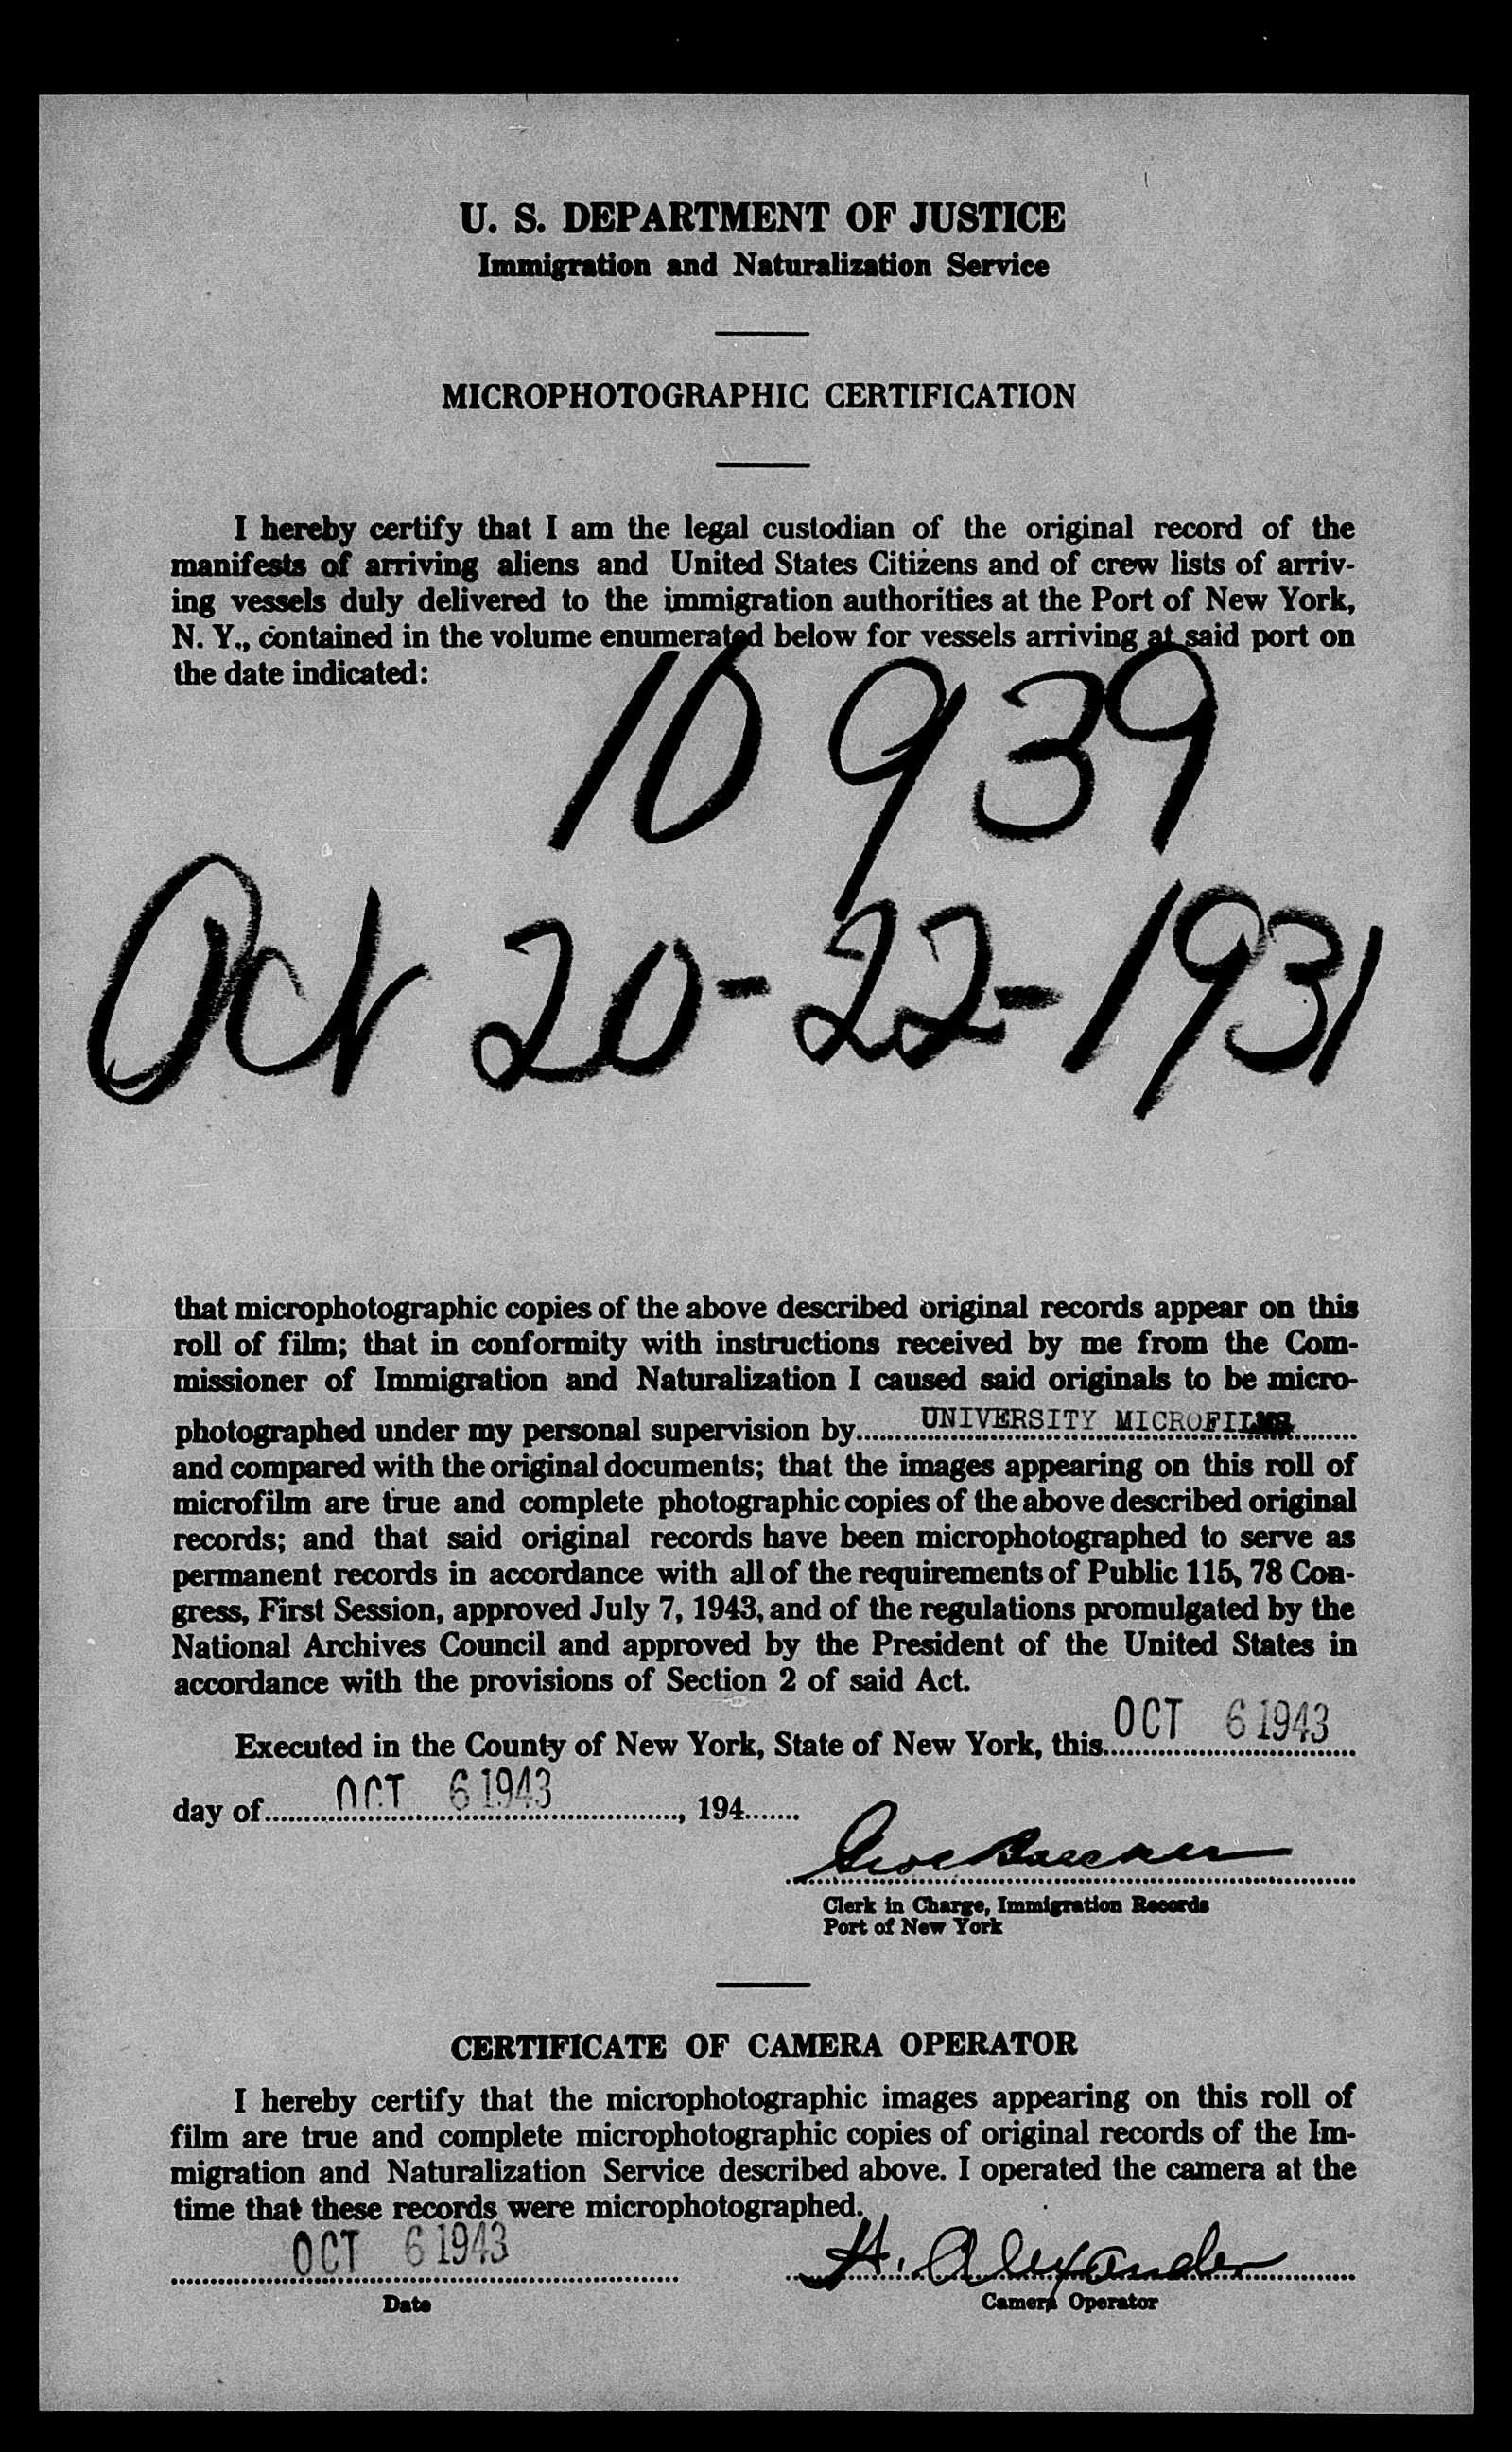 U. S. DEPARTMENT OF JUSTICE
Immigration and Naturalization Service
MICROPHOTOGRAPHIC CERTIFICATION
I hereby certify that I am the legal custodian of the original record of the
manifests of arriving aliens and United States Citizens and of crew lists of arriv-
ing vessels duly delivered to the immigration authorities at the Port of New York,
N. Y., contained in the volume enumerated below for vessels arriving at said port on
the date indicated:
10939
Oct 20-22-1931
that microphotographic copies of the above described original records appear on this
roll of film; that in conformity with instructions received by me from the Com-
missioner of Immigration and Naturalization I caused said originals to be micro-
photographed under my personal supervision by UNIVERSITY MICROFILMS
and compared with the original documents; that the images appearing on this roll of
microfilm are true and complete photographic copies of the above described original
records; and that said original records have been microphotographed to serve as
permanent records in accordance with all of the requirements of Public 115, 78 Con-
gress, First Session, approved July 7, 1943, and of the regulations promulgated by the
National Archives Council and approved by the President of the United States in
accordance with the provisions of Section 2 of said Act.
Executed in the County of New York, State of New York, this OCT 6 1943
day of OCT 6 1943, 194
Clerk in Charge, Immigration Records
Port of New York
CERTIFICATE OF CAMERA OPERATOR
I hereby certify that the microphotographic images appearing on this roll of
film are true and complete microphotographic copies of original records of the Im-
migration and Naturalization Service described above. I operated the camera at the
time that these records were microphotographed.
OCT 6 1943 H. Alexander
Date Camera Operator